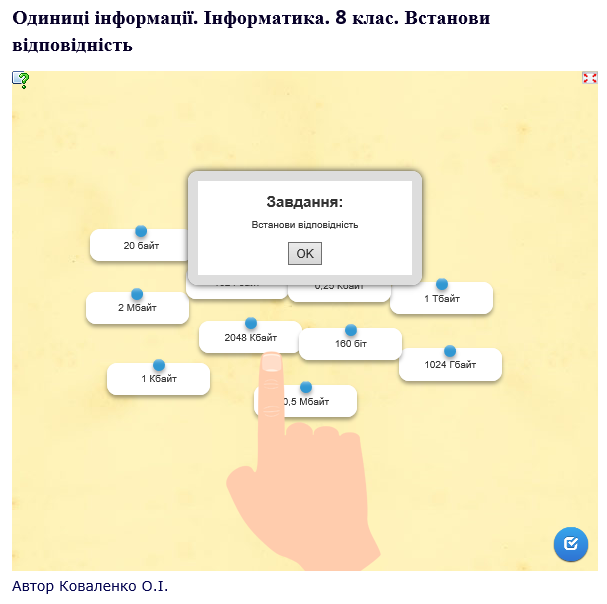 Одиниці інформації. Інформатика. 8 клас. Встанови
відповідність
Завдання:
Встанови відповідність
OK
20 байт
0,25 Кбайт
1 Тбайт
2 Мбайт
2048 Кбайт
160 біт
1024 Гбайт
1 Кбайт
0,5 Мбайт
Автор Коваленко О.І.